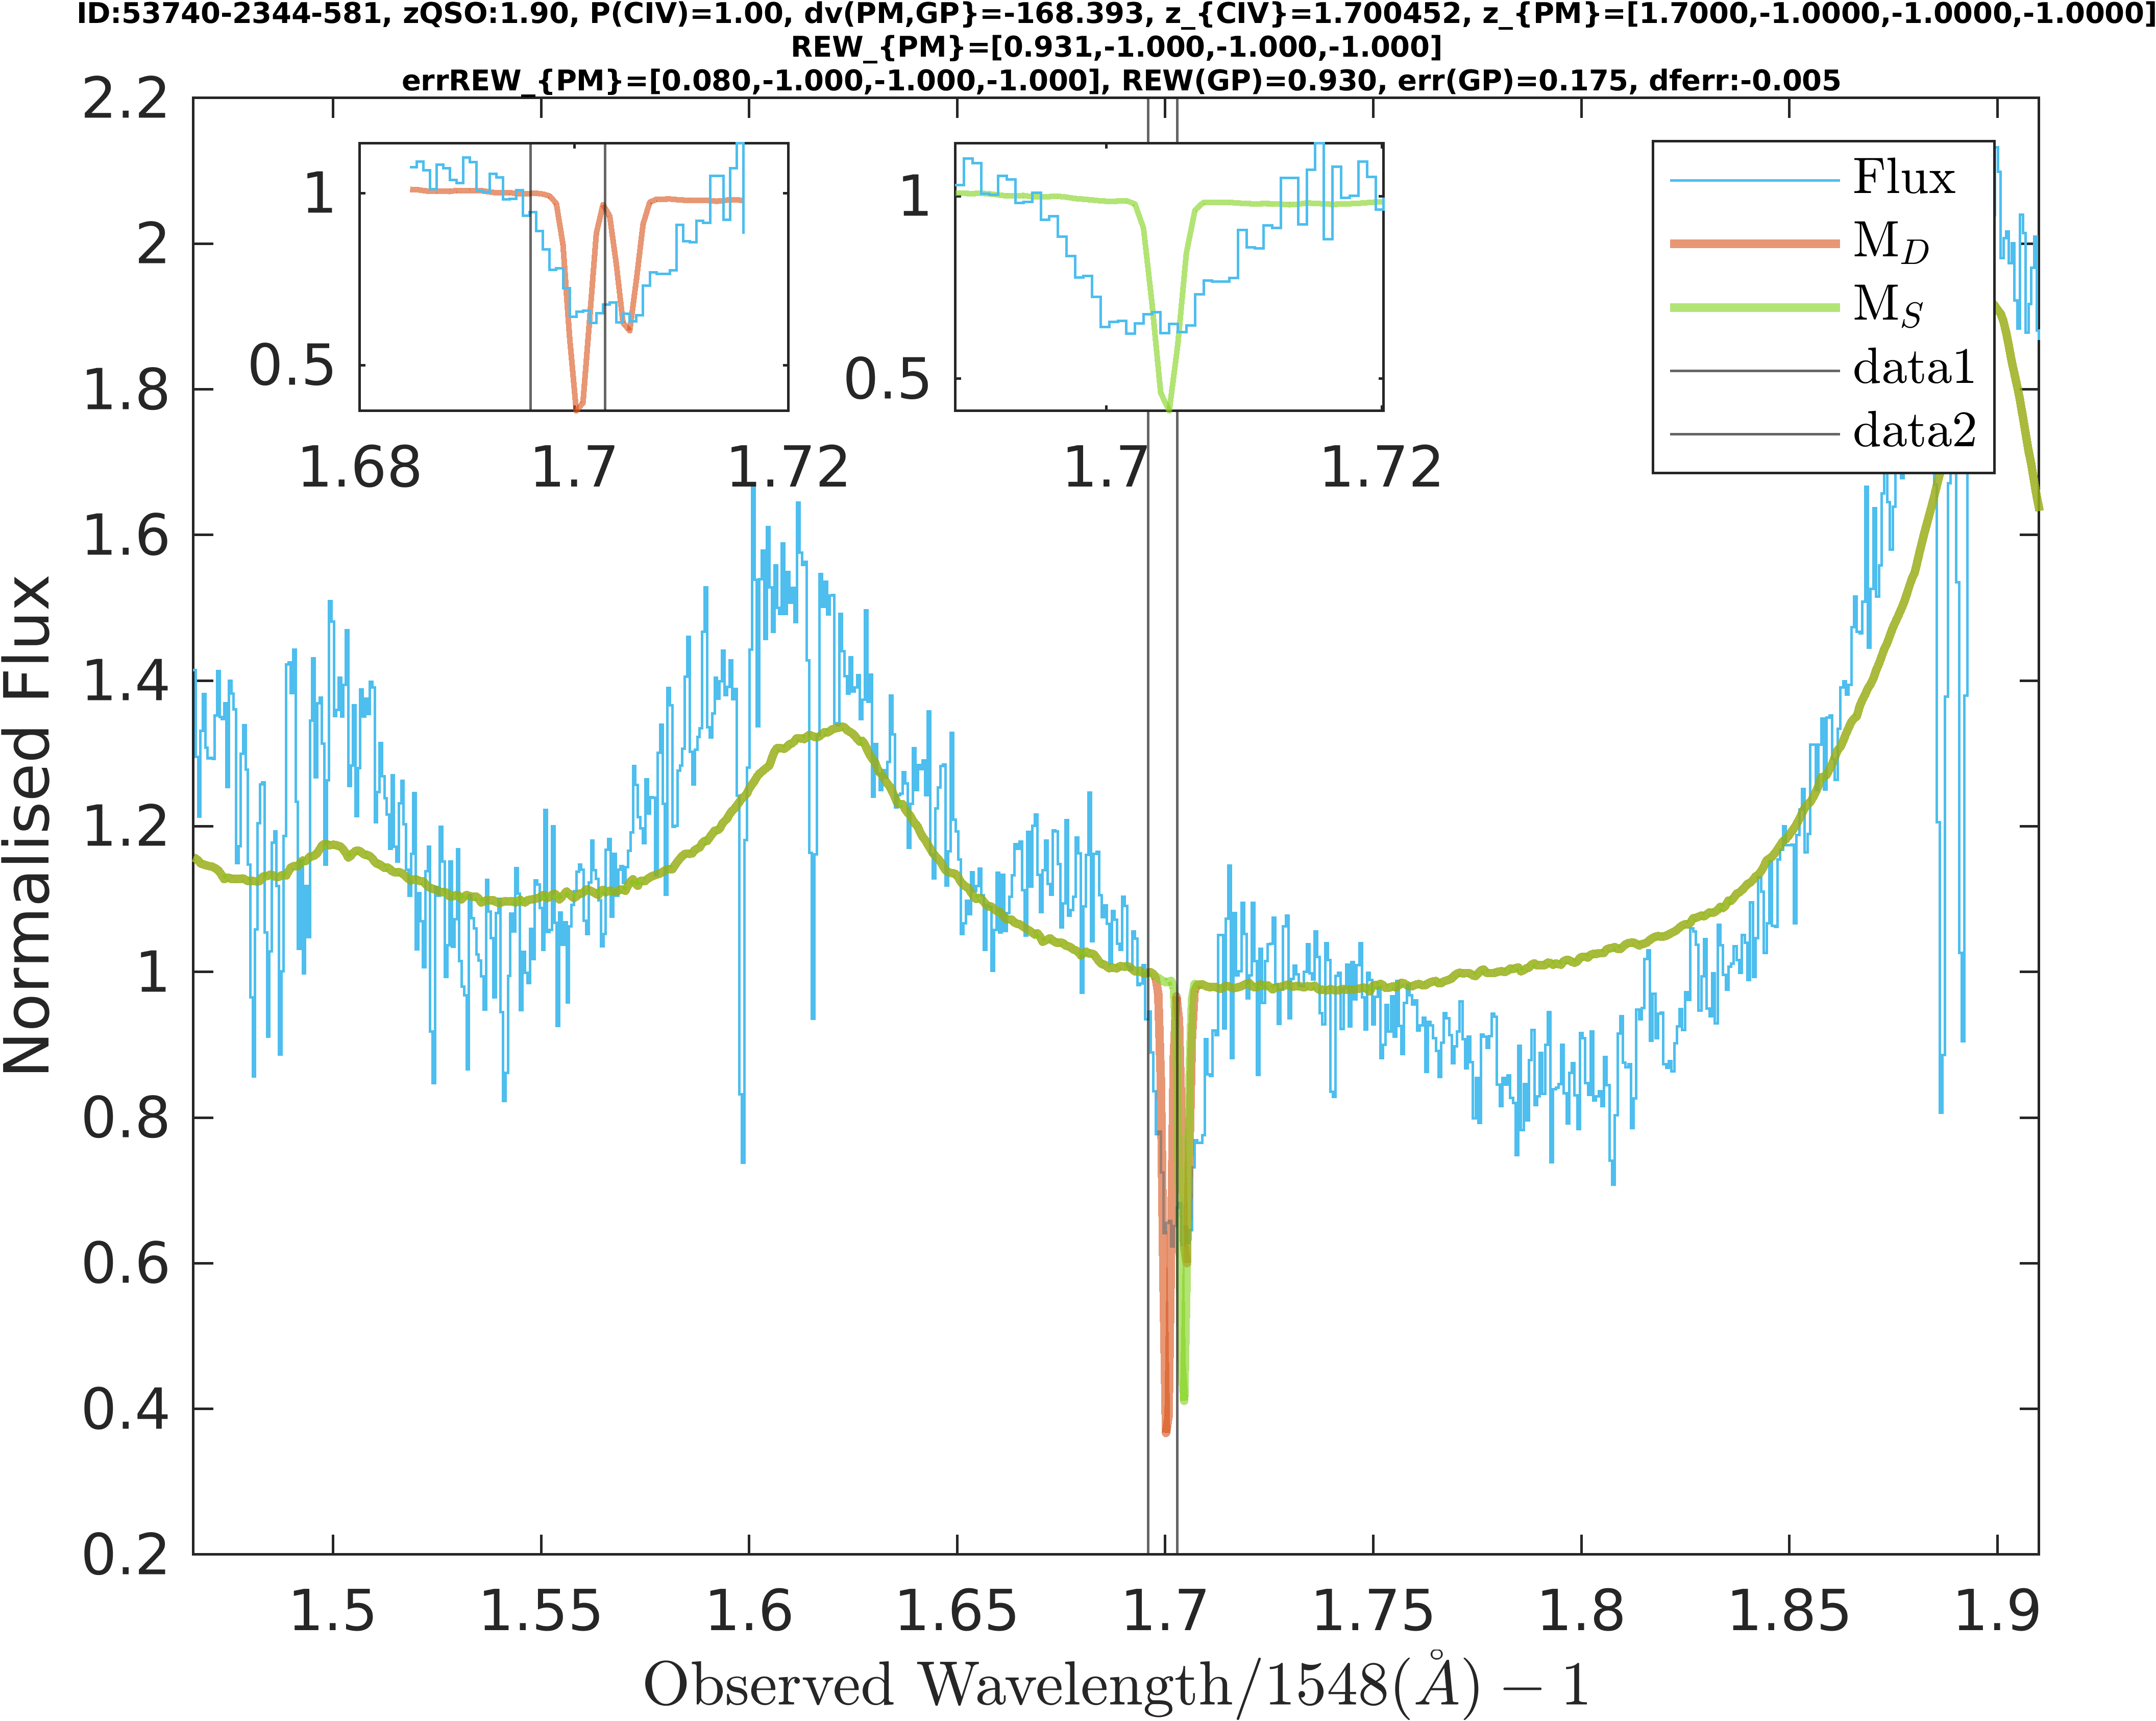 ID:53740-2344-581, zQSO:1.90, P(CIV)=1.00, dv(PM,GP}=-168.393, z_{CIV}=1.700452, z_{PM}=[1.7000,-1.0000,-1.0000,-1.0000]
REW_{PM}=[0.931,-1.000,-1.000,-1.000]
errREW_{PM}=[0.080,-1.000,-1.000,-1.000], REW(GP)=0.930, err(GP)=0.175, dferr:-0.005
2.2
2
1.8
1.6
1.4
1.2
1
0.8
0.6
0.4
0.2
Normalised Flux
1
0.5
1.68 1.7 1.72
1
0.5
1.7 1.72
Flux
M_D
M_S
data1
data2
1.5 1.55 1.6 1.65 1.7 1.75 1.8 1.85 1.9
Observed Wavelength/1548(Å) − 1